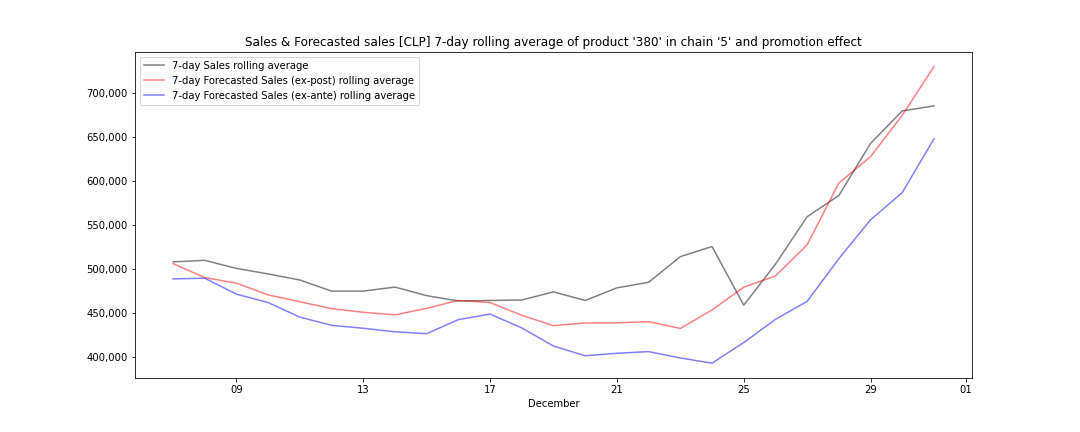 Sales & Forecasted sales [CLP] 7-day rolling average of product '380' in chain '5' and promotion effect
7-day Sales rolling average
7-day Forecasted Sales (ex-post) rolling average
7-day Forecasted Sales (ex-ante) rolling average
700,000
650,000
600,000
550,000
500,000
450,000
400,000
09 13 17 21 25 29 01
December